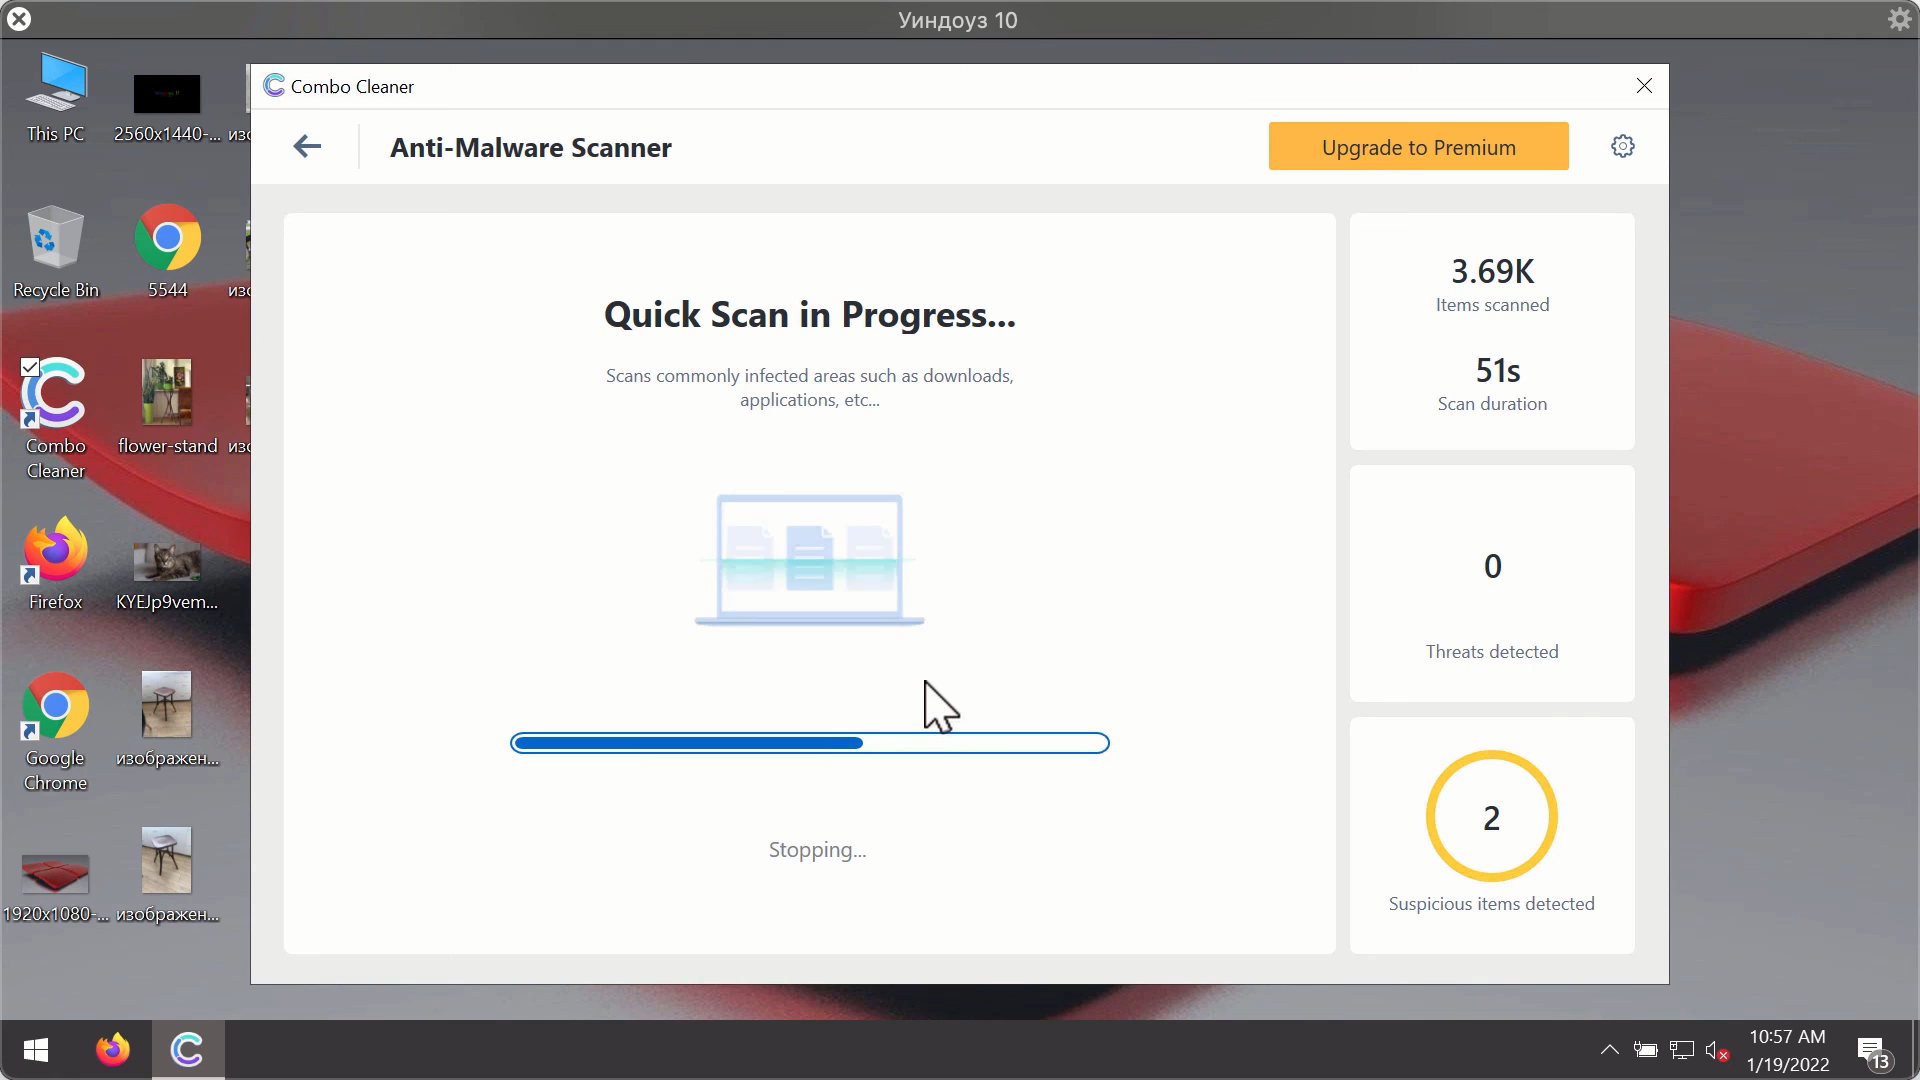 Уиндоуз 10
This PC
2560x1440-...
изо
Recycle Bin
5544
изо
Combo
Cleaner
flower-stand
изо
Firefox
KYEJp9vem...
Google
Chrome
изображен...
1920x1080-...
изображен...
Combo Cleaner
Anti-Malware Scanner
Upgrade to Premium
Quick Scan in Progress...
Scans commonly infected areas such as downloads,
applications, etc...
Stopping...
3.69K
Items scanned
51s
Scan duration
0
Threats detected
2
Suspicious items detected
10:57 AM
1/19/2022
13